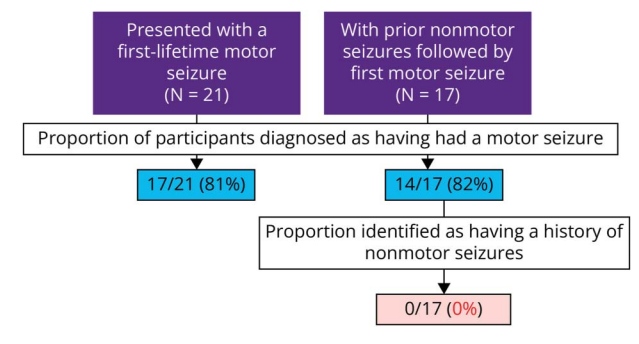 Presented with a
first-lifetime motor
seizure
(N = 21)
With prior nonmotor
seizures followed by
first motor seizure
(N = 17)
Proportion of participants diagnosed as having had a motor seizure
17/21 (81%)
14/17 (82%)
Proportion identified as having a history of
nonmotor seizures
0/17 (0%)